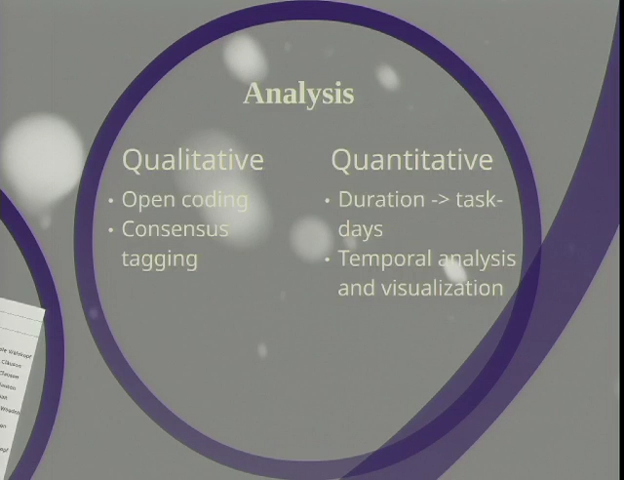 Analysis
Qualitative
• Open coding
• Consensus
tagging
Quantitative
• Duration -> task-
days
• Temporal analysis
and visualization